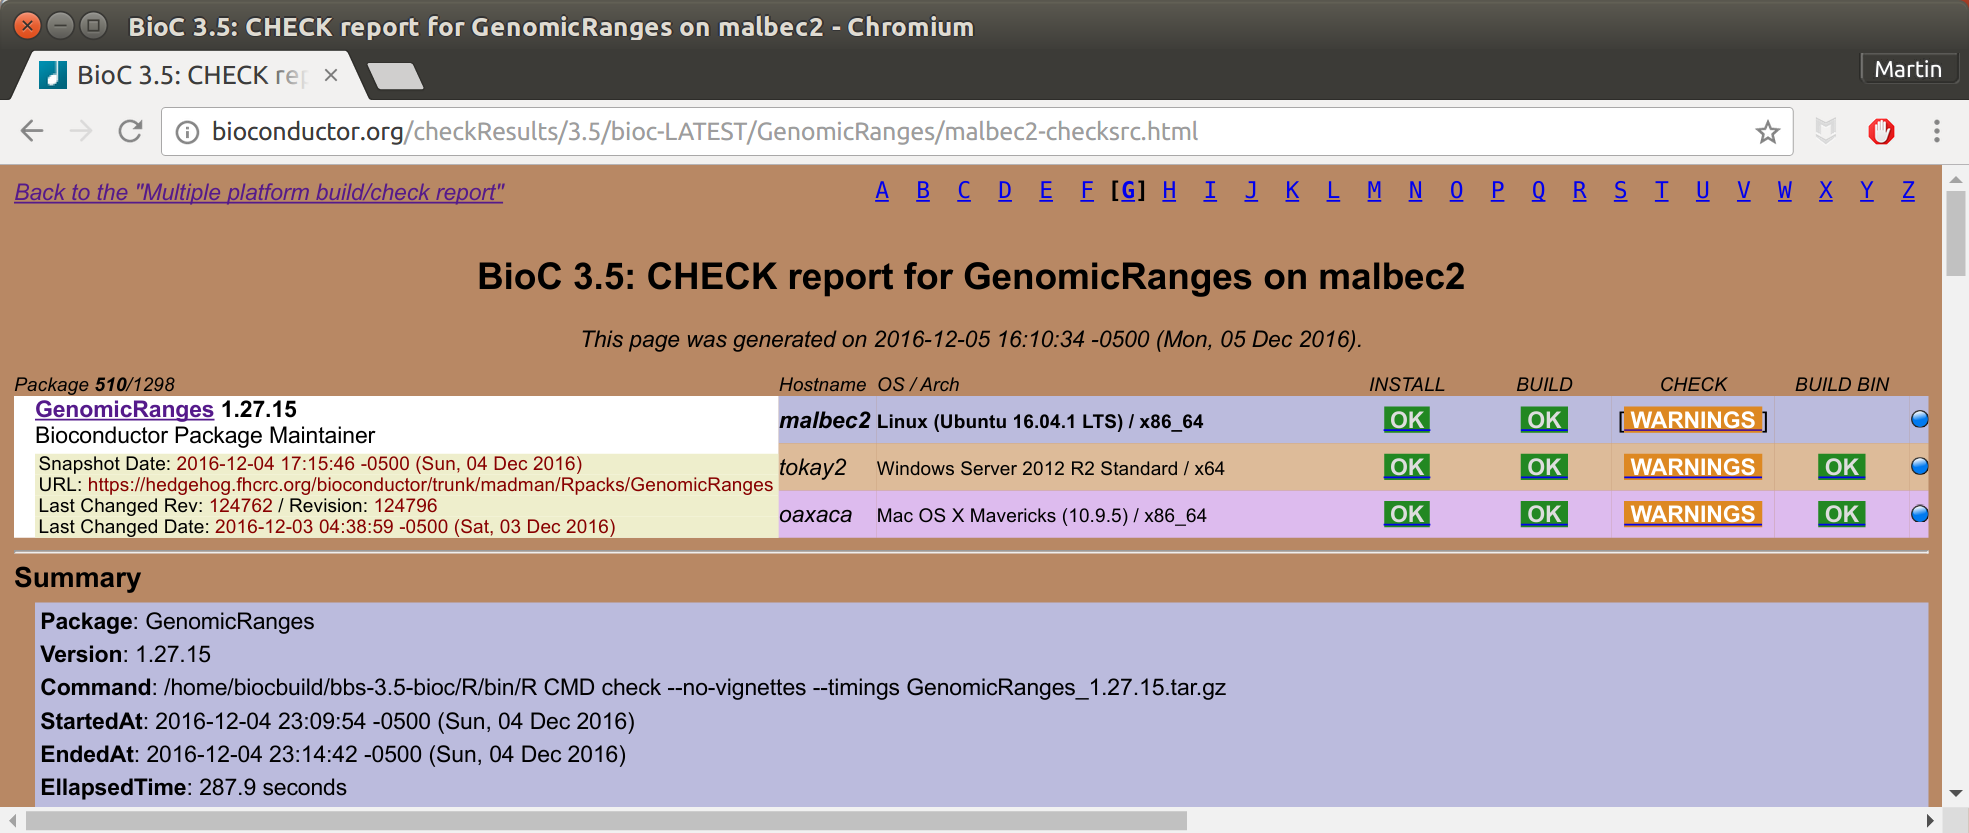 BioC 3.5: CHECK report for GenomicRanges on malbec2 - Chromium
BioC 3.5: CHECK rep
Martin
bioconductor.org/checkResults/3.5/bioc-LATEST/GenomicRanges/malbec2-checksrc.html
Back to the "Multiple platform build/check report" A B C D E F [G] H I J K L M N O P Q R S T U V W X Y Z
BioC 3.5: CHECK report for GenomicRanges on malbec2
This page was generated on 2016-12-05 16:10:34 -0500 (Mon, 05 Dec 2016).
Package 510/1298 Hostname OS / Arch INSTALL BUILD CHECK BUILD BIN
GenomicRanges 1.27.15
Bioconductor Package Maintainer
Snapshot Date: 2016-12-04 17:15:46 -0500 (Sun, 04 Dec 2016)
URL: https://hedgehog.fhcrc.org/bioconductor/trunk/madman/Rpacks/GenomicRanges
Last Changed Rev: 124762 / Revision: 124796
Last Changed Date: 2016-12-03 04:38:59 -0500 (Sat, 03 Dec 2016)
malbec2 Linux (Ubuntu 16.04.1 LTS) / x86_64 OK OK [ WARNINGS ]
tokay2 Windows Server 2012 R2 Standard / x64 OK OK WARNINGS OK
oaxaca Mac OS X Mavericks (10.9.5) / x86_64 OK OK WARNINGS OK
Summary
Package: GenomicRanges
Version: 1.27.15
Command: /home/biocbuild/bbs-3.5-bioc/R/bin/R CMD check --no-vignettes --timings GenomicRanges_1.27.15.tar.gz
StartedAt: 2016-12-04 23:09:54 -0500 (Sun, 04 Dec 2016)
EndedAt: 2016-12-04 23:14:42 -0500 (Sun, 04 Dec 2016)
EllapsedTime: 287.9 seconds